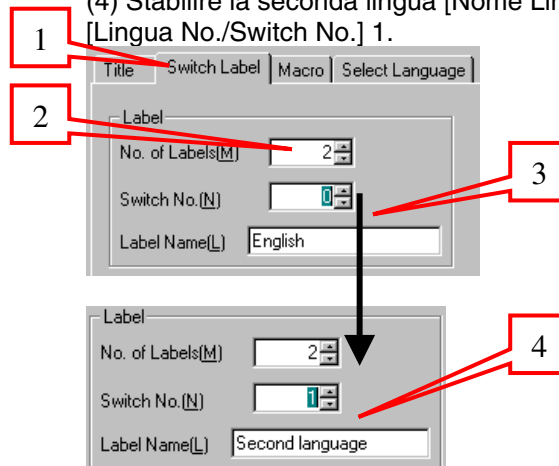 (4) Stabilire la seconda lingua [Nome Lin
[Lingua No./Switch No.] 1.
1
Title Switch Label Macro Select Language
Label
2
No. of Labels(M) 2
Switch No.(N) 0
3
Label Name(L) English
Label
No. of Labels(M) 2
4
Switch No.(N) 1
Label Name(L) Second language